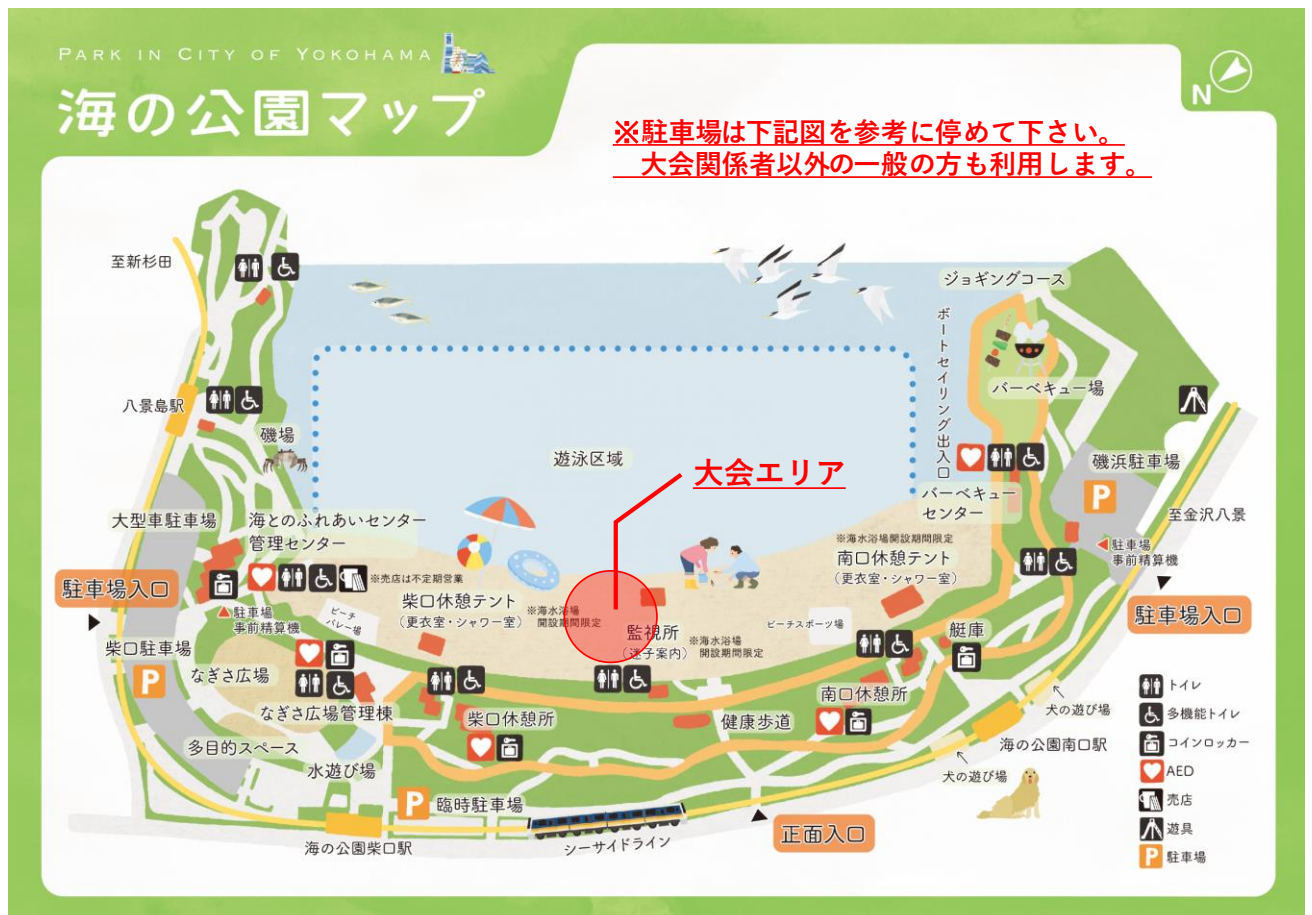 PARK IN CITY OF YOKOHAMA
海の公園マップ
N
※駐車場は下記図を参考に停めて下さい。
大会関係者以外の一般の方も利用します。
至新杉田
ジョギングコース
ボートセイリング出入口
バーベキュー場
八景島駅
磯場
遊泳区域
大会エリア
磯浜駐車場
P
バーベキュー
センター
至金沢八景
大型車駐車場
海とのふれあいセンター
管理センター
※海水浴場開設期間限定
南口休憩テント
(更衣室・シャワー室)
駐車場
事前精算機
駐車場入口
※売店は不定期営業
柴口休憩テント
(更衣室・シャワー室)
※海水浴場
開設期間限定
駐車場
事前精算機
ビーチ
バレー場
監視所
(迷子案内)
※海水浴場
開設期間限定
ビーチスポーツ場
艇庫
駐車場入口
柴口駐車場
P
なぎさ広場
なぎさ広場管理棟
柴口休憩所
健康歩道
南口休憩所
犬の遊び場
海の公園南口駅
犬の遊び場
多目的スペース
水遊び場
P
臨時駐車場
海の公園柴口駅
シーサイドライン
正面入口
トイレ
多機能トイレ
コインロッカー
AED
売店
遊具
P 駐車場